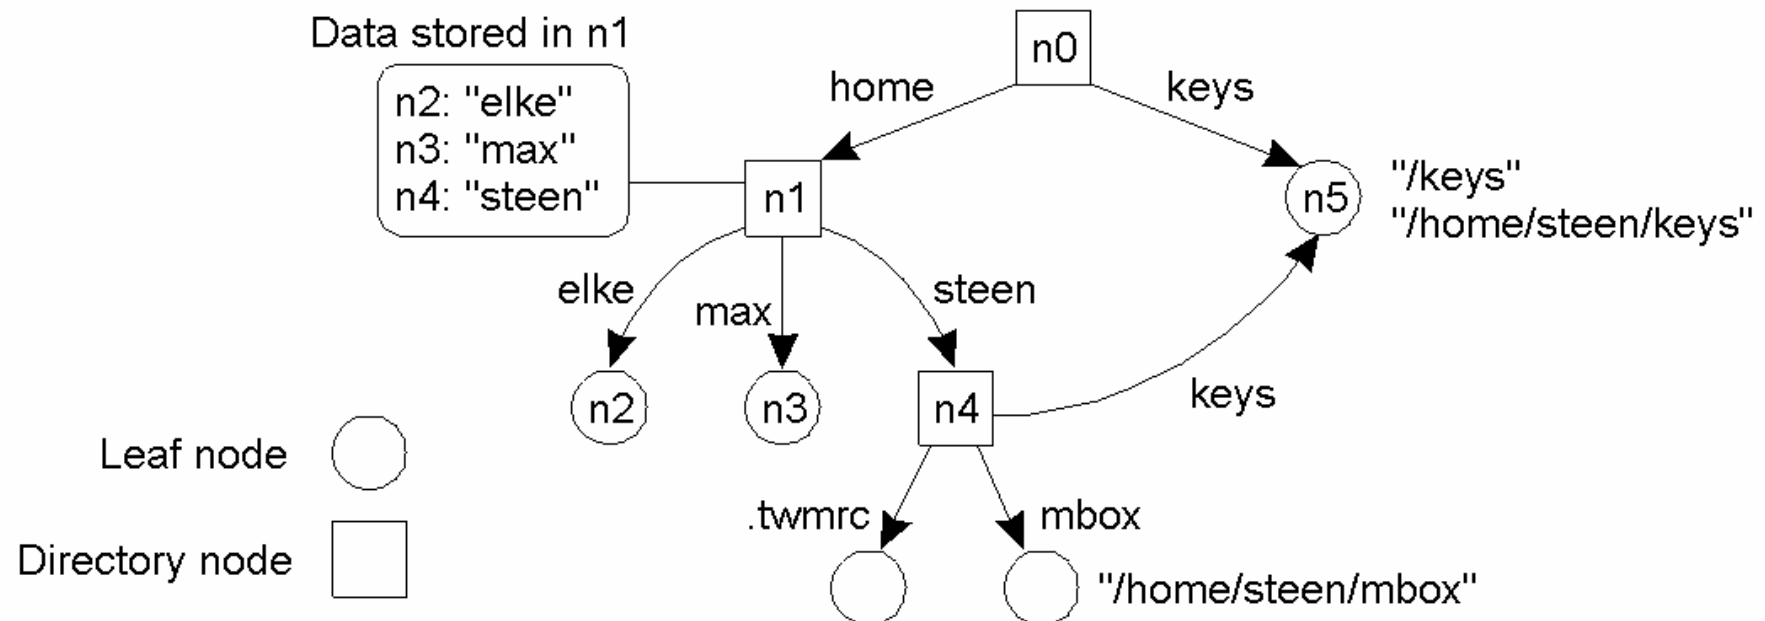 Data stored in n1
n2: "elke"
n3: "max"
n4: "steen"
n0
home
keys
n1
n5
"/keys"
"/home/steen/keys"
elke
max
steen
n2
n3
n4
keys
Leaf node
.twmrc
mbox
Directory node
"/home/steen/mbox"